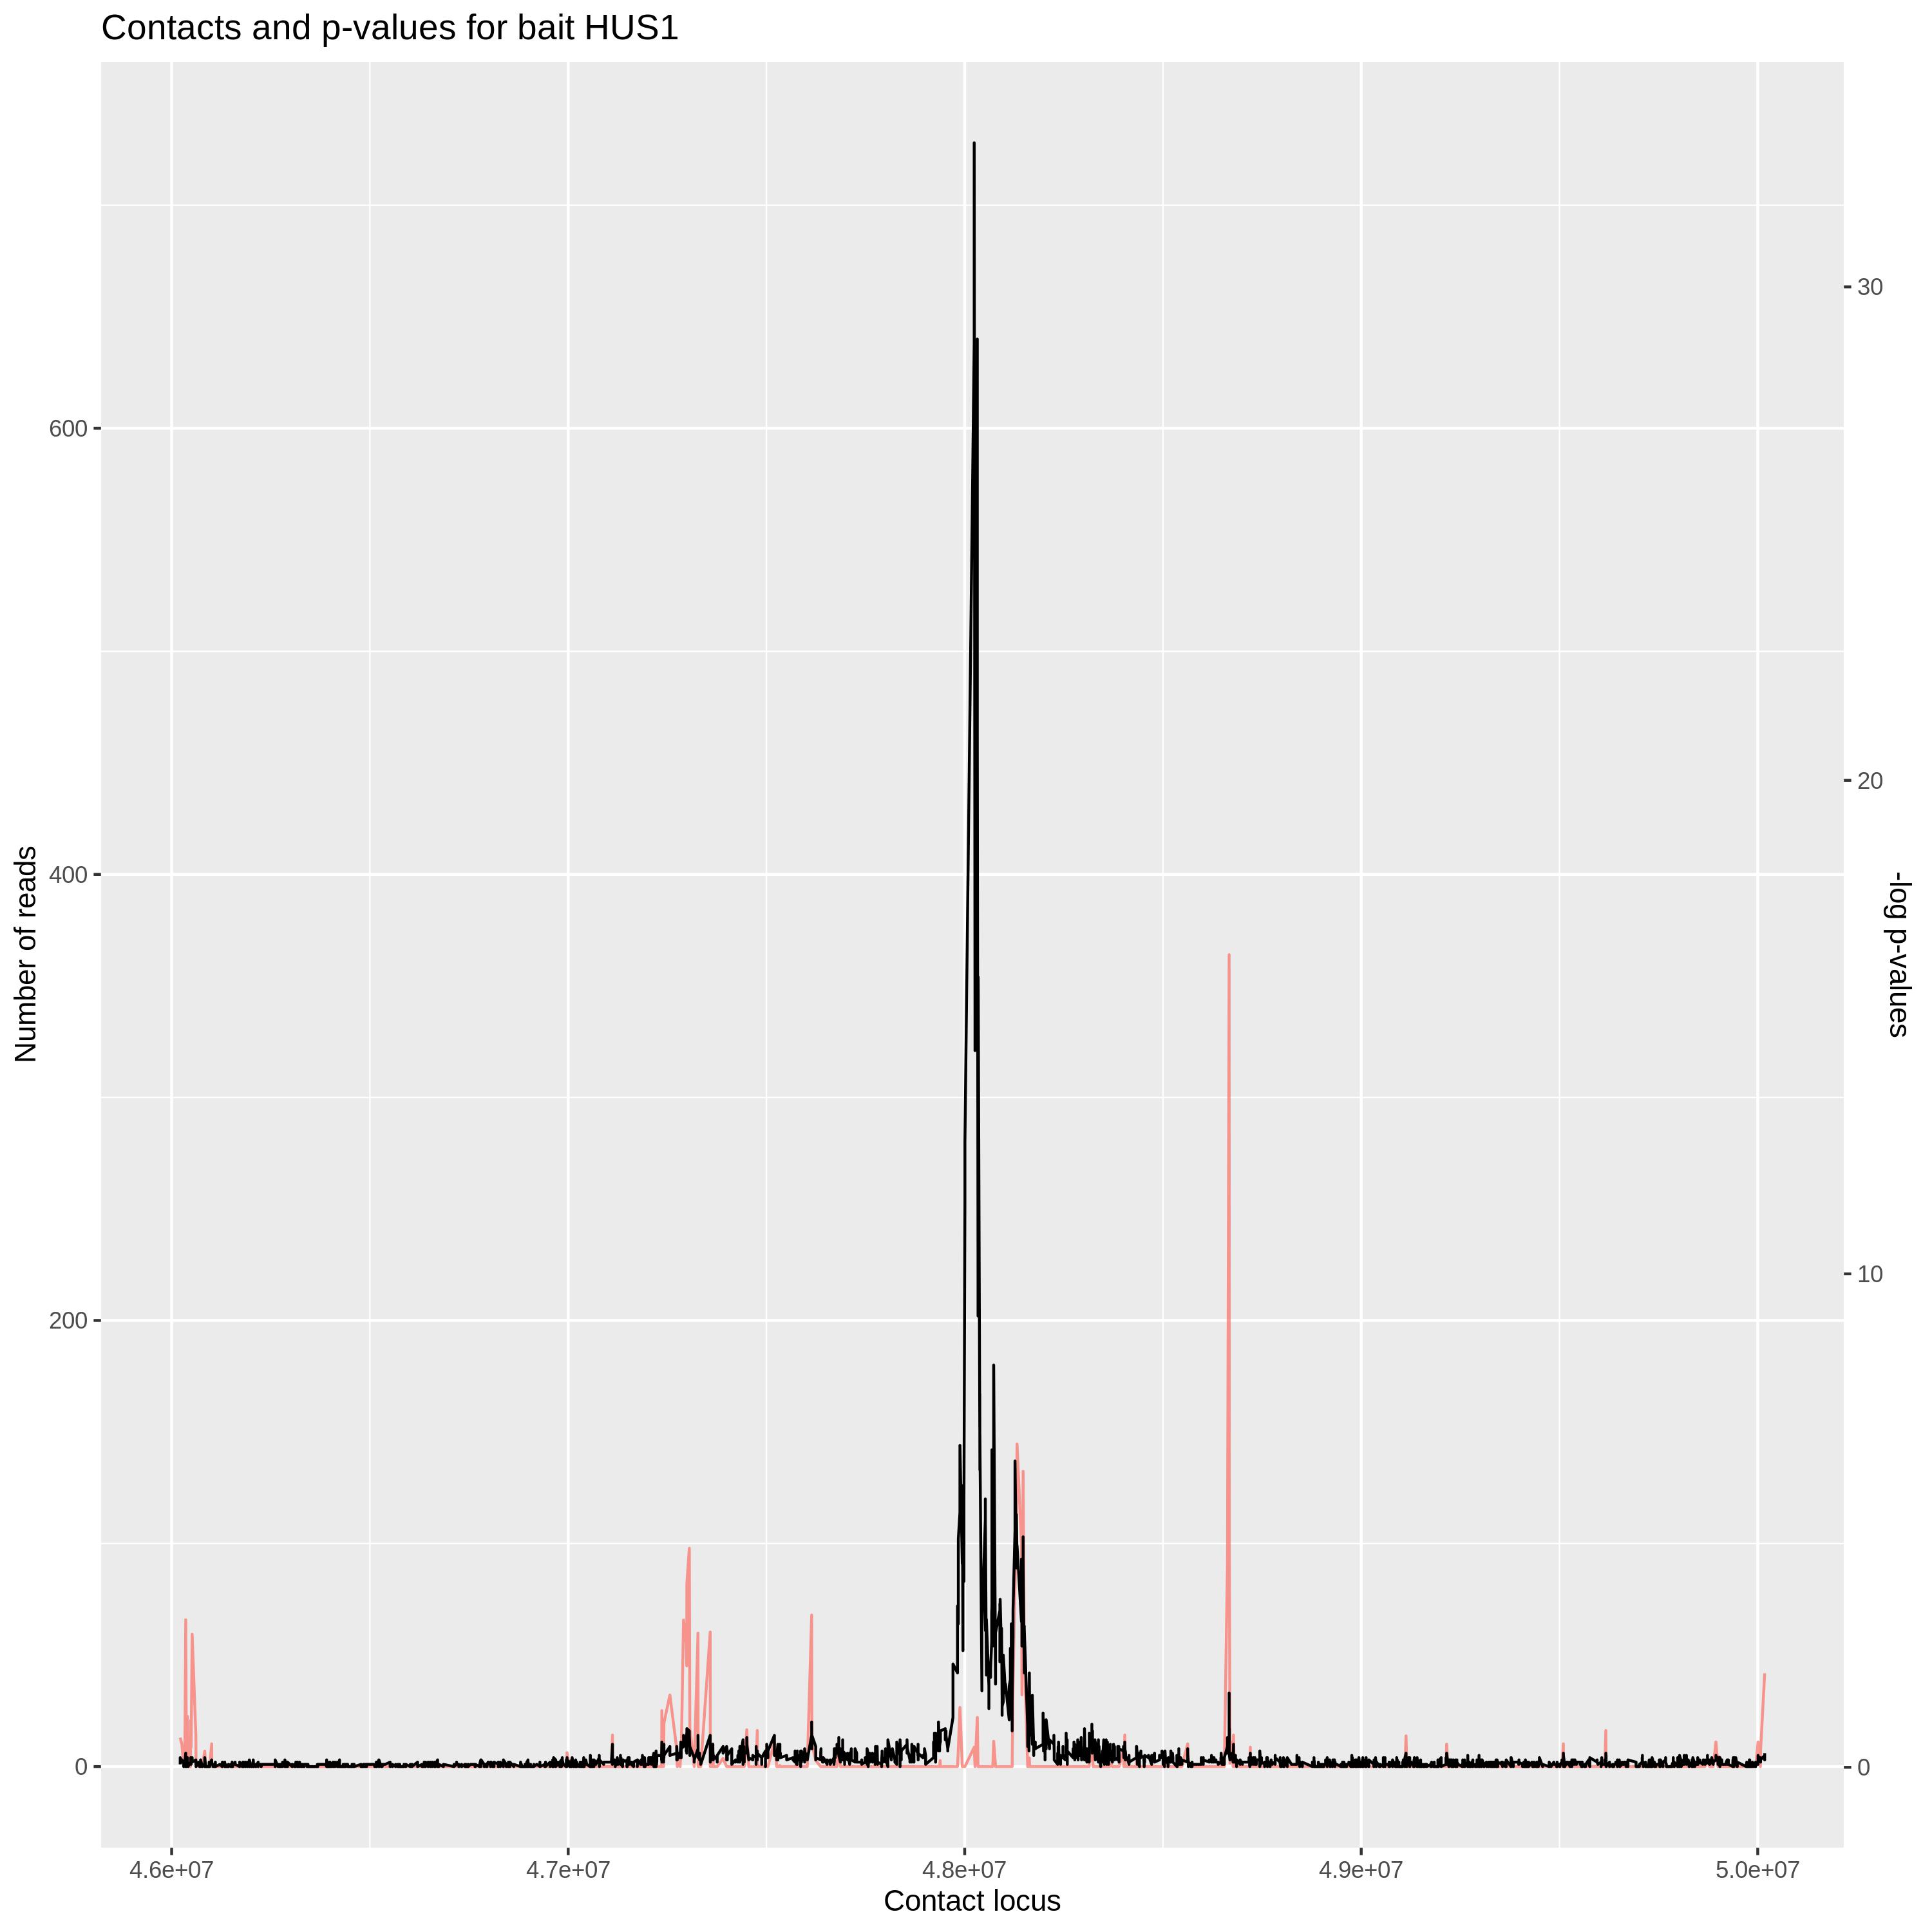 Contacts and p-values for bait HUS1
Number of reads
600
400
200
0
30
20
10
0
-log p-values
4.6e+07 4.7e+07 4.8e+07 4.9e+07 5.0e+07
Contact locus